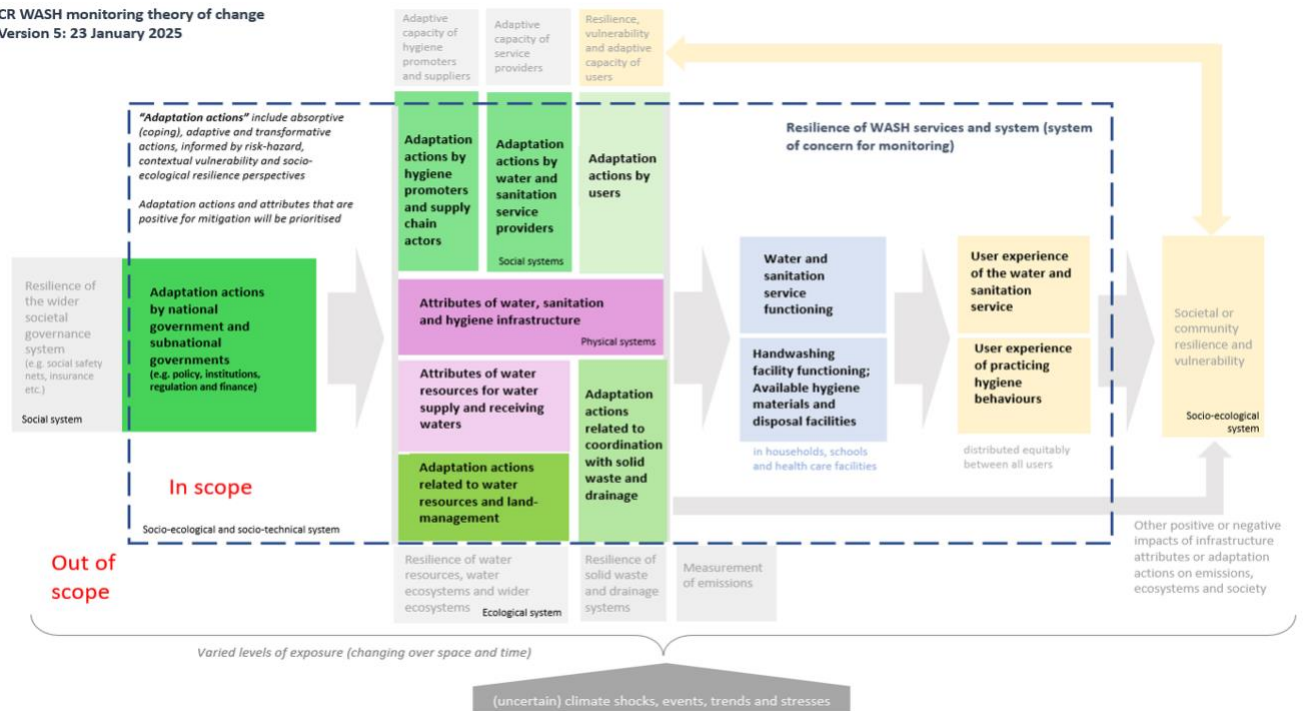 CR WASH monitoring theory of change
Version 5: 23 January 2025
Adaptive
capacity of
hygiene
promoters
and suppliers
Adaptive
capacity of
service
providers
Resilience,
vulnerability
and adaptive
capacity of
users
“Adaptation actions” include absorptive
(coping), adaptive and transformative
actions, informed by risk-hazard,
contextual vulnerability and socio-
ecological resilience perspectives
Adaptation actions and attributes that are
positive for mitigation will be prioritised
Adaptation
actions by
hygiene
promoters
and supply
chain
actors
Adaptation
actions by
water and
sanitation
service
providers
Social systems
Adaptation
actions by
users
Resilience of WASH services and system (system
of concern for monitoring)
Resilience of
the wider
societal
governance
system
(e.g. social safety
nets, insurance
etc.)
Social system
Adaptation actions
by national
government and
subnational
governments
(e.g. policy, institutions,
regulation and finance)
Attributes of water, sanitation
and hygiene infrastructure
Physical systems
Attributes of water
resources for water
supply and receiving
waters
Adaptation actions
related to water
resources and land-
management
Adaptation
actions
related to
coordination
with solid
waste and
drainage
Water and
sanitation
service
functioning
Handwashing
facility functioning;
Available hygiene
materials and
disposal facilities
in households, schools
and health care facilities
User experience
of the water and
sanitation
service
User experience
of practicing
hygiene
behaviours
distributed equitably
between all users
Societal or
community
resilience and
vulnerability
Socio-ecological
system
In scope
Socio-ecological and socio-technical system
Out of
scope
Resilience of water
resources, water
ecosystems and wider
ecosystems
Ecological system
Resilience of
solid waste
and drainage
systems
Measurement
of emissions
Other positive or negative
impacts of infrastructure
attributes or adaptation
actions on emissions,
ecosystems and society
Varied levels of exposure (changing over space and time)
(uncertain) climate shocks, events, trends and stresses